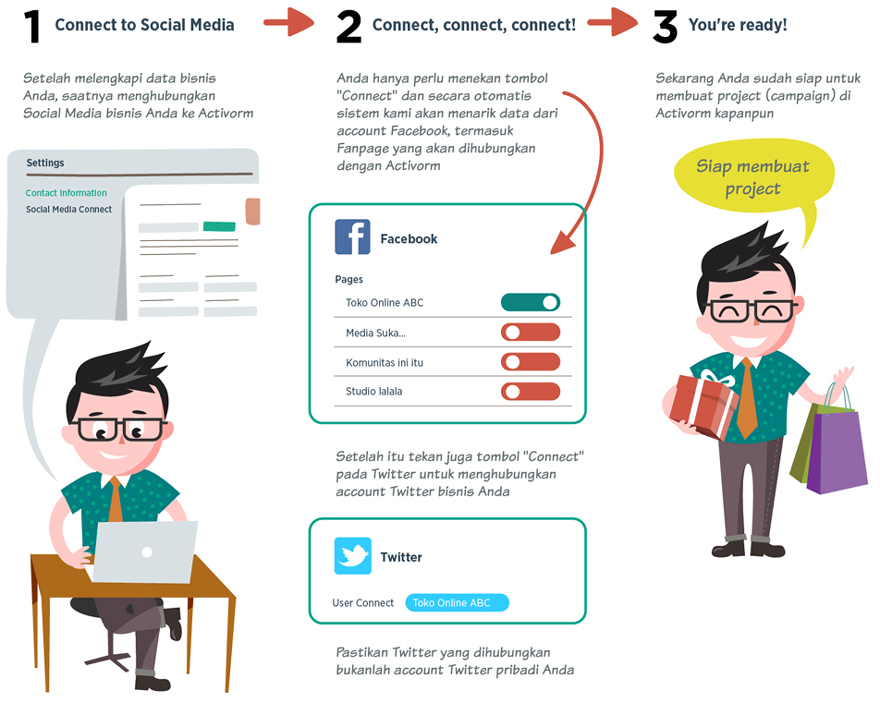 1 Connect to Social Media
Setelah melengkapi data bisnis
Anda, saatnya menghubungkan
Social Media bisnis Anda ke Activorm
Settings
Contact Information
Social Media Connect
2 Connect, connect, connect!
Anda hanya perlu menekan tombol
"Connect" dan secara otomatis
sistem kami akan menarik data dari
account Facebook, termasuk
Fanpage yang akan dihubungkan
dengan Activorm
f Facebook
Pages
Toko Online ABC
Media Suka...
Komunitas ini itu
Studio lalala
Setelah itu tekan juga tombol "Connect"
pada Twitter untuk menghubungkan
account Twitter bisnis Anda
Twitter
User Connect Toko Online ABC
Pastikan Twitter yang dihubungkan
bukanlah account Twitter pribadi Anda
3 You're ready!
Sekarang Anda sudah siap untuk
membuat project (campaign) di
Activorm kapanpun
Siap membuat
project